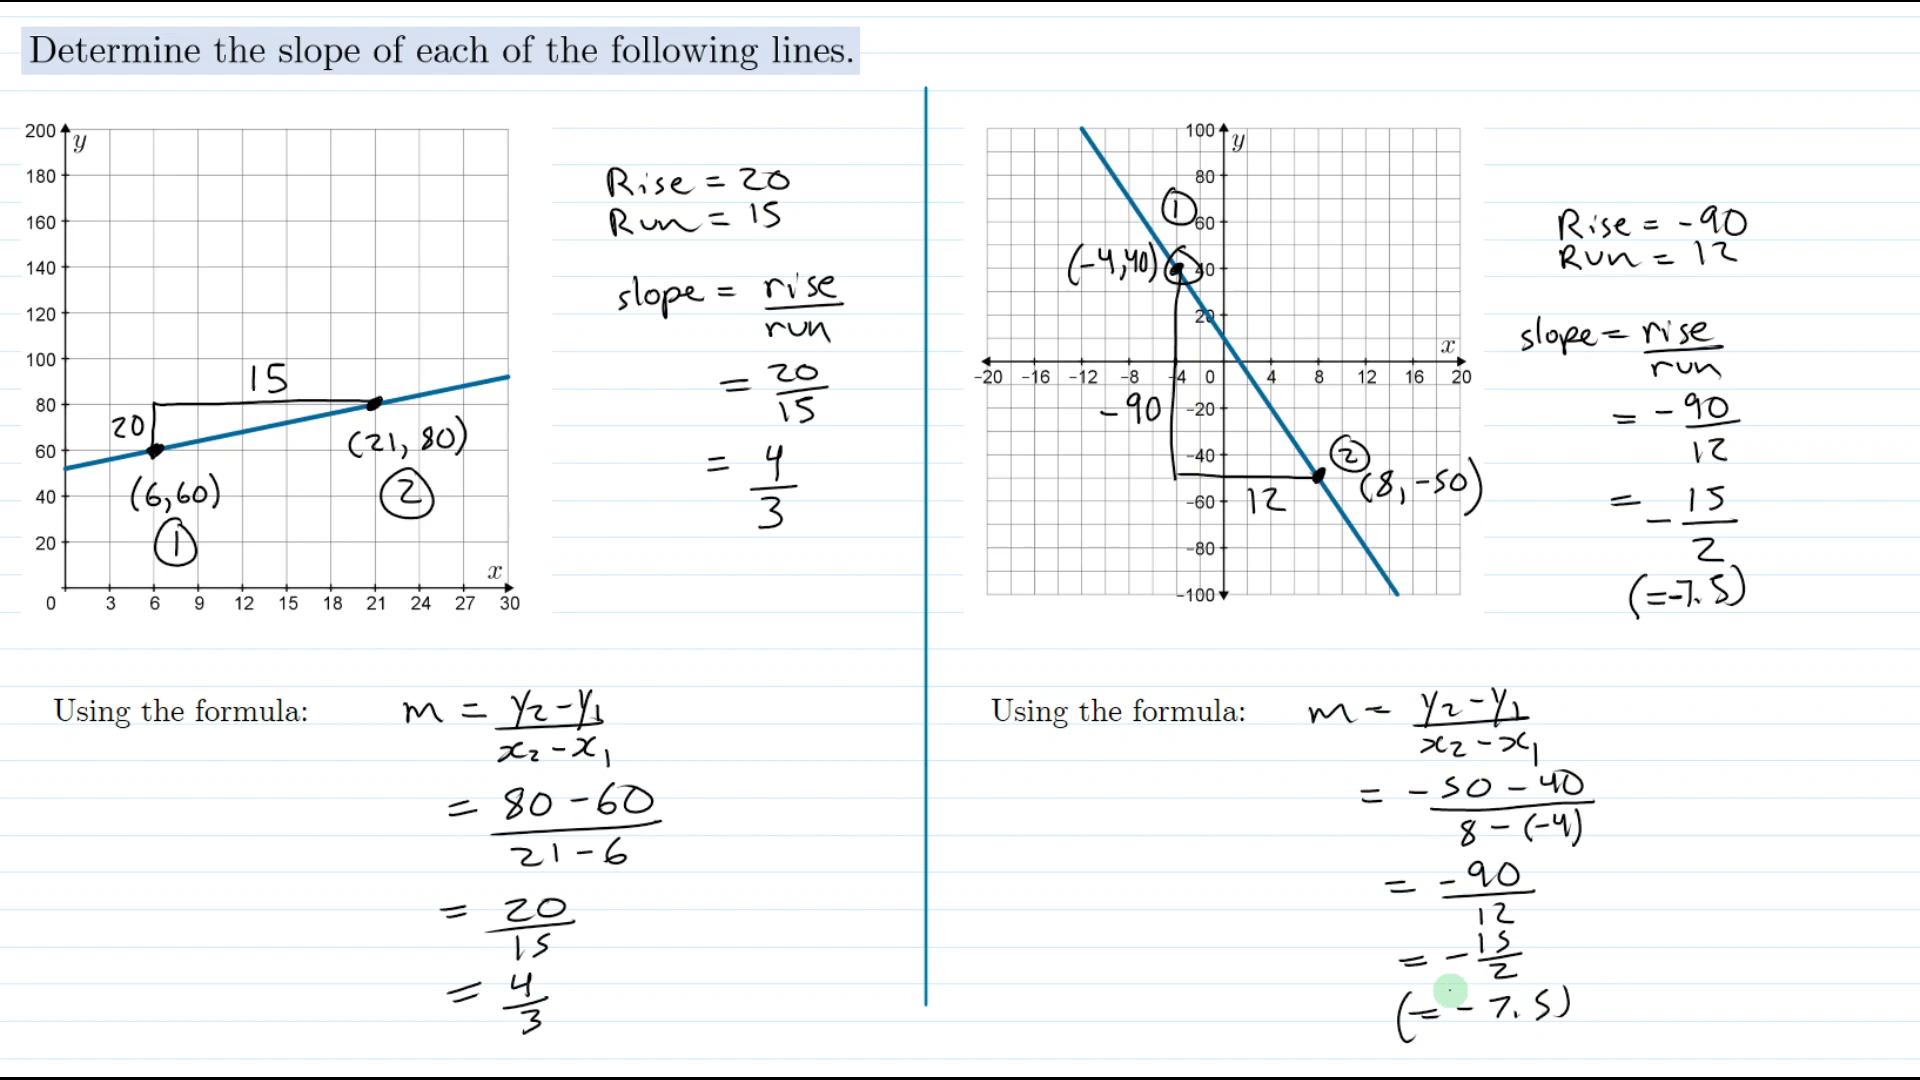 Determine the slope of each of the following lines.
y
200
180
160
140
120
100
80
60
40
20
0 3 6 9 12 15 18 21 24 27 30
x
15
20
(6,60)
①
(21, 80)
②
Rise = 20
Run = 15
slope = rise/run
= 20/15
= 4/3
Using the formula: m = y₂-y₁/x₂-x₁
= 80-60/21-6
= 20/15
= 4/3
y
100
80
60
40
20
-20 -16 -12 -8 -4 0 4 8 12 16 20
x
-20
-40
-60
-80
-100
①
(-4,40)
-90
12
②
(8,-50)
Rise = -90
Run = 12
slope = rise/run
= -90/12
= -15/2
(=-7.5)
Using the formula: m = y₂-y₁/x₂-x₁
= -50-40/8-(-4)
= -90/12
= -15/2
(=-7.5)